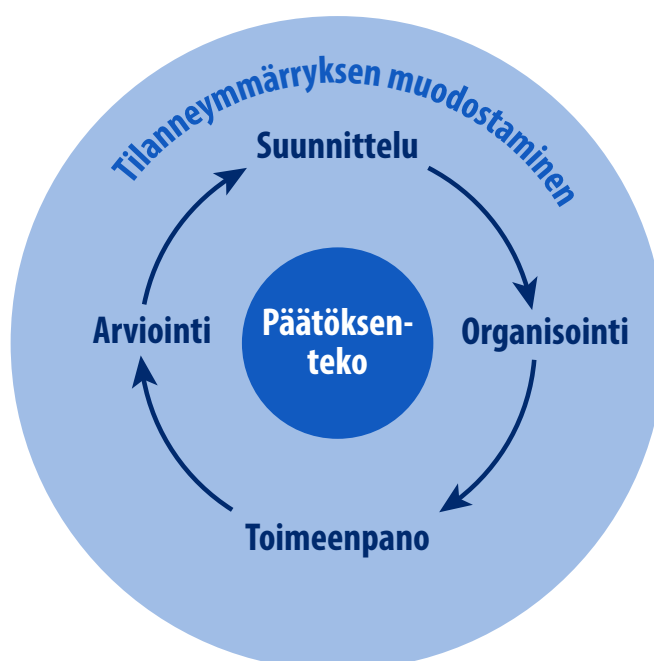 Tilanneymmärryksen muodostaminen
Suunnittelu
Arviointi
Päätöksen-
teko
Organisointi
Toimeenpano